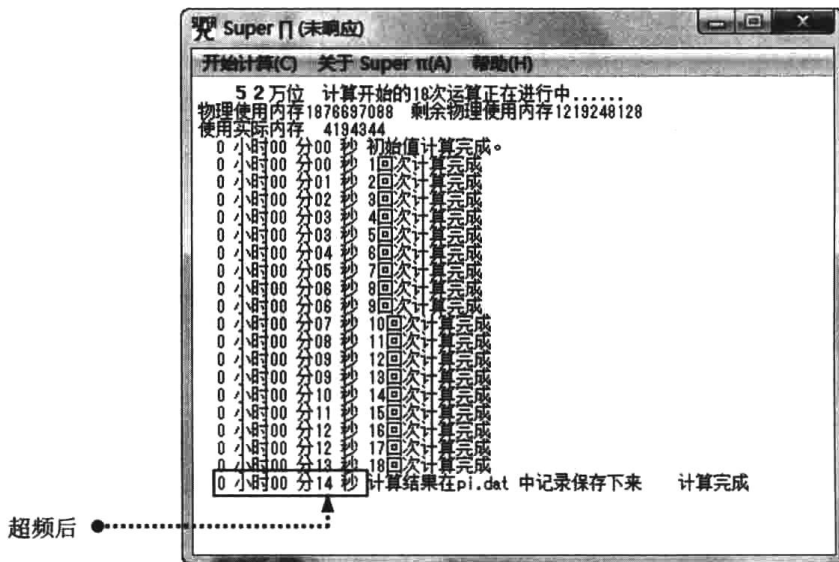 SUPER π Super Π (未响应)
开始计算(C) 关于 Super π(A) 帮助(H)
52万位 计算开始的18次运算正在进行中......
物理使用内存1876697088 剩余物理使用内存1219248128
使用实际内存 4194344
0 小时00 分00 秒 初始值计算完成。
0 小时00 分00 秒 1回次计算完成
0 小时00 分01 秒 2回次计算完成
0 小时00 分02 秒 3回次计算完成
0 小时00 分03 秒 4回次计算完成
0 小时00 分03 秒 5回次计算完成
0 小时00 分04 秒 6回次计算完成
0 小时00 分05 秒 7回次计算完成
0 小时00 分06 秒 8回次计算完成
0 小时00 分06 秒 9回次计算完成
0 小时00 分07 秒 10回次计算完成
0 小时00 分08 秒 11回次计算完成
0 小时00 分09 秒 12回次计算完成
0 小时00 分09 秒 13回次计算完成
0 小时00 分10 秒 14回次计算完成
0 小时00 分11 秒 15回次计算完成
0 小时00 分12 秒 16回次计算完成
0 小时00 分12 秒 17回次计算完成
0 小时00 分13 秒 18回次计算完成
0 小时00 分14 秒 计算结果在pi.dat 中记录保存下来 计算完成
超频后